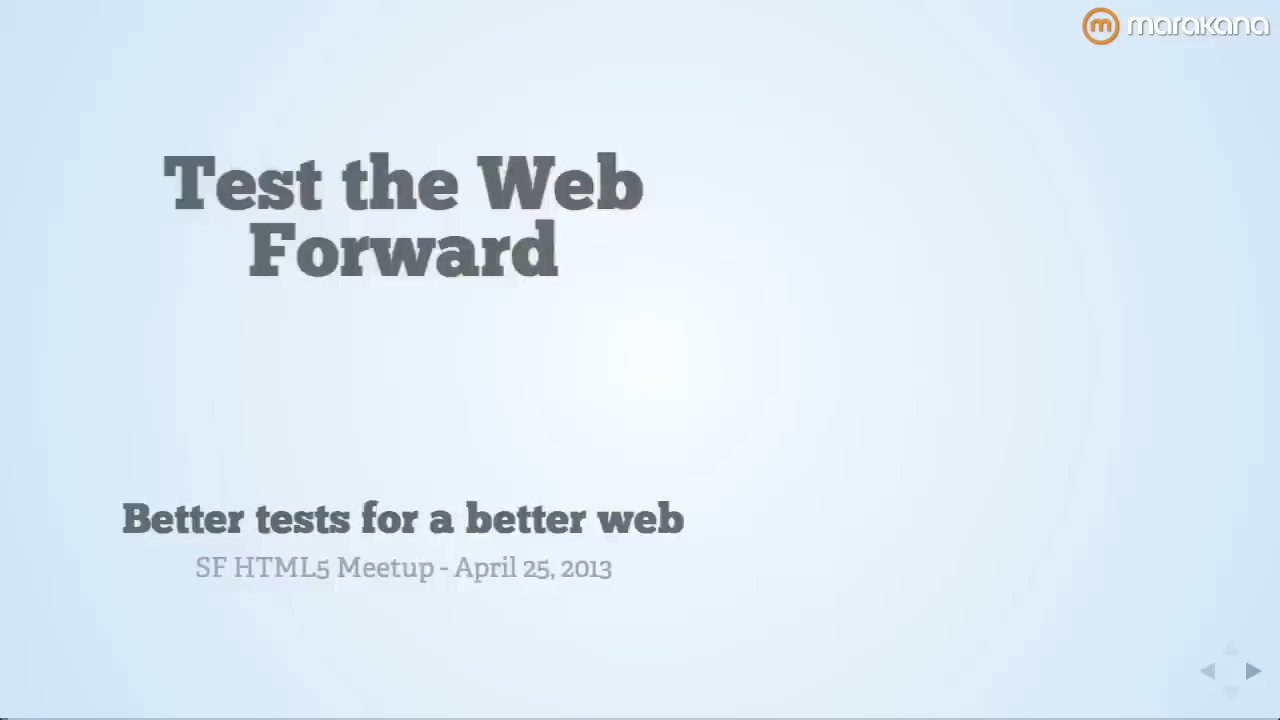 marakana
Test the Web
Forward
Better tests for a better web
SF HTML5 Meetup - April 25, 2013